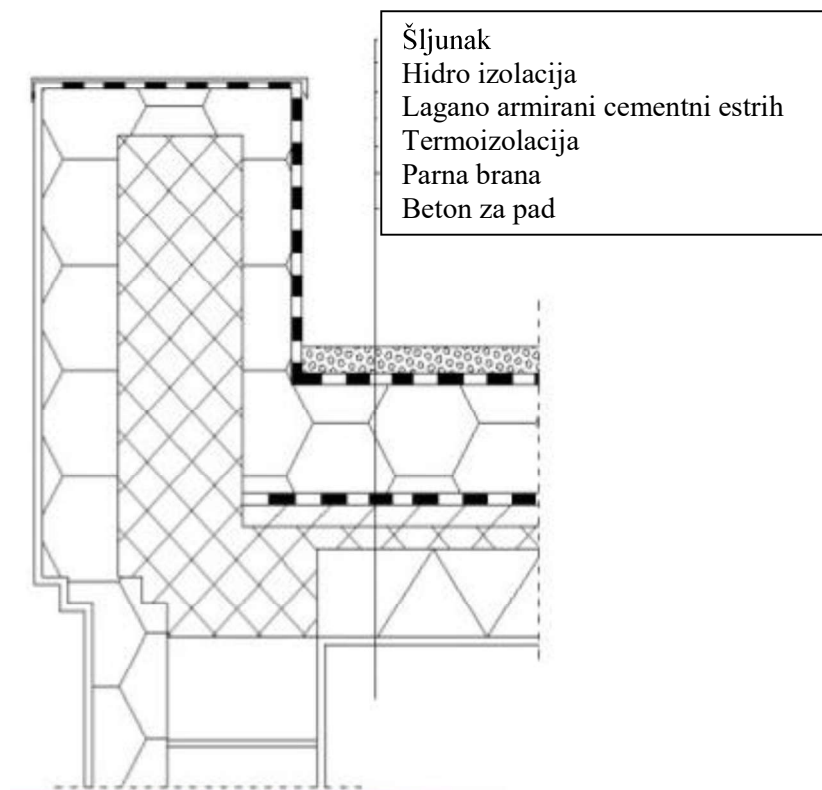 Šljunak
Hidro izolacija
Lagano armirani cementni estrih
Termoizolacija
Parna brana
Beton za pad